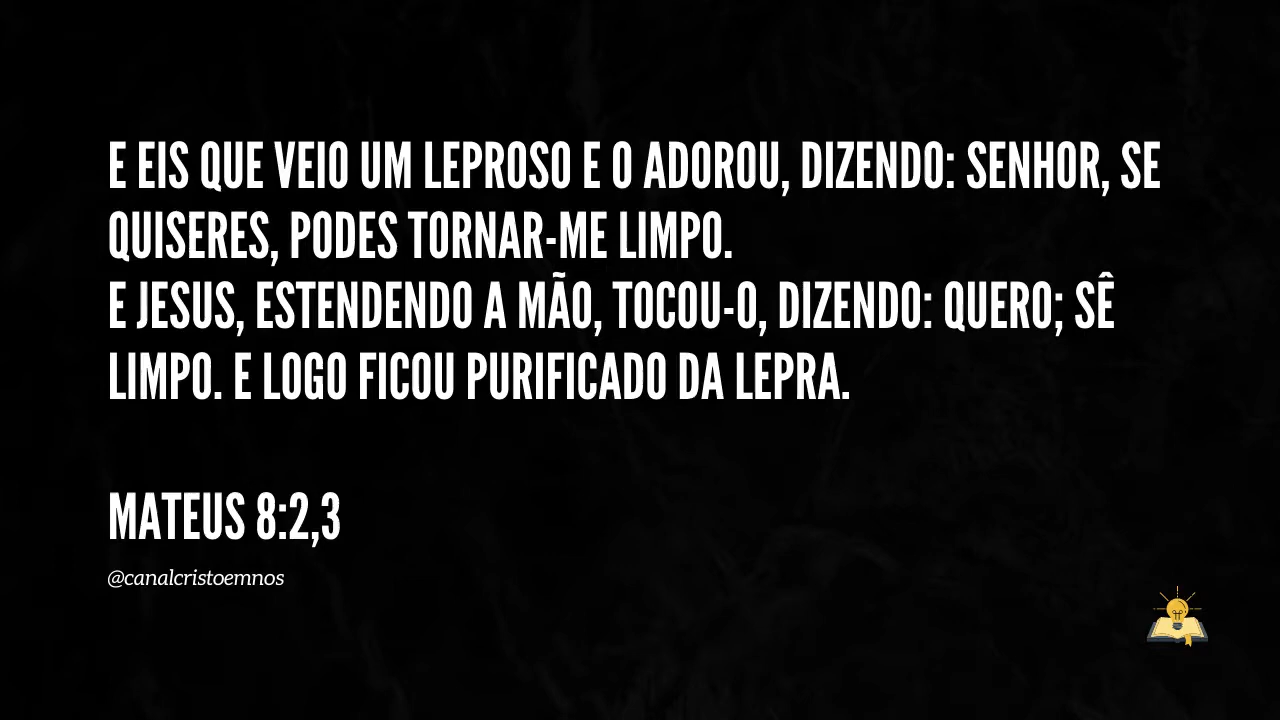 E EIS QUE VEIO UM LEPROSO E O ADOROU, DIZENDO: SENHOR, SE
QUISERES, PODES TORNAR-ME LIMPO.
E JESUS, ESTENDENDO A MÃO, TOCOU-O, DIZENDO: QUERO; SÊ
LIMPO. E LOGO FICOU PURIFICADO DA LEPRA.
MATEUS 8:2,3
@canalcristoemnos